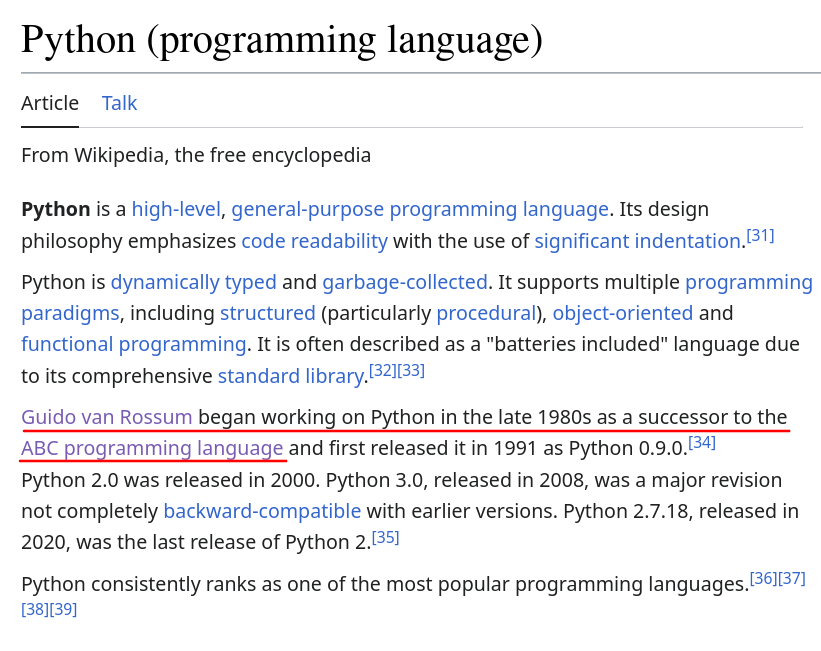 Python (programming language)
Article Talk
From Wikipedia, the free encyclopedia
Python is a high-level, general-purpose programming language. Its design
philosophy emphasizes code readability with the use of significant indentation.[31]
Python is dynamically typed and garbage-collected. It supports multiple programming
paradigms, including structured (particularly procedural), object-oriented and
functional programming. It is often described as a "batteries included" language due
to its comprehensive standard library.[32][33]
Guido van Rossum began working on Python in the late 1980s as a successor to the
ABC programming language and first released it in 1991 as Python 0.9.0.[34]
Python 2.0 was released in 2000. Python 3.0, released in 2008, was a major revision
not completely backward-compatible with earlier versions. Python 2.7.18, released in
2020, was the last release of Python 2.[35]
Python consistently ranks as one of the most popular programming languages.[36][37]
[38][39]